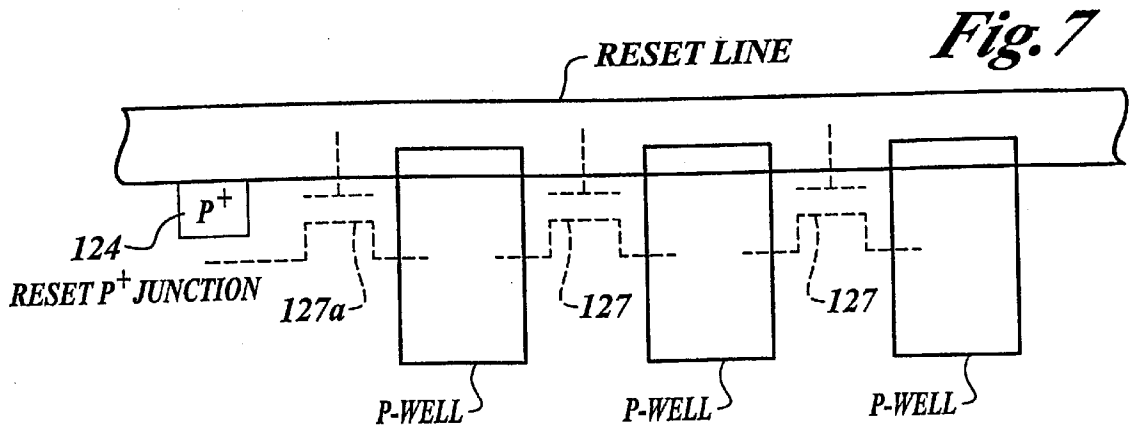 Fig. 7
RESET LINE
P+
124
RESET P+ JUNCTION
127a
127
127
P-WELL
P-WELL
P-WELL